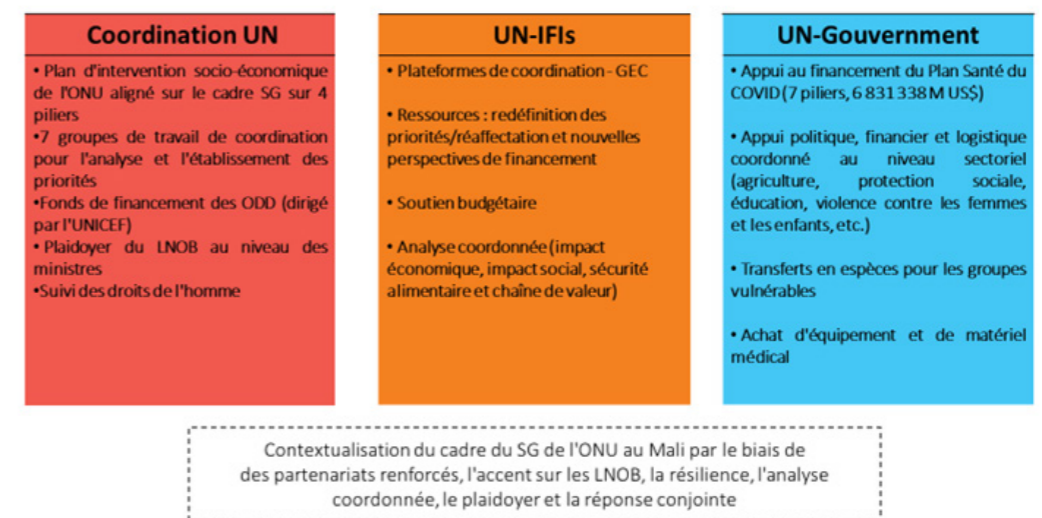 Coordination UN
• Plan d'intervention socio-économique
de l'ONU aligné sur le cadre SG sur 4
piliers
•7 groupes de travail de coordination
pour l'analyse et l'établissement des
priorités
•Fonds de financement des ODD (dirigé
par l'UNICEF)
• Plaidoyer du LNOB au niveau des
ministres
•Suivi des droits de l'homme
UN-IFIs
• Plateformes de coordination - GEC
• Ressources : redéfinition des
priorités/réaffectation et nouvelles
perspectives de financement
• Soutien budgétaire
• Analyse coordonnée (impact
économique, impact social, sécurité
alimentaire et chaîne de valeur)
UN-Gouvernment
• Appui au financement du Plan Santé du
COVID (7 piliers, 6 831 338 M US$)
• Appui politique, financier et logistique
coordonné au niveau sectoriel
(agriculture, protection sociale,
éducation, violence contre les femmes
et les enfants, etc.)
• Transferts en espèces pour les groupes
vulnérables
• Achat d'équipement et de matériel
médical
Contextualisation du cadre du SG de l'ONU au Mali par le biais de
des partenariats renforcés, l'accent sur les LNOB, la résilience, l'analyse
coordonnée, le plaidoyer et la réponse conjointe